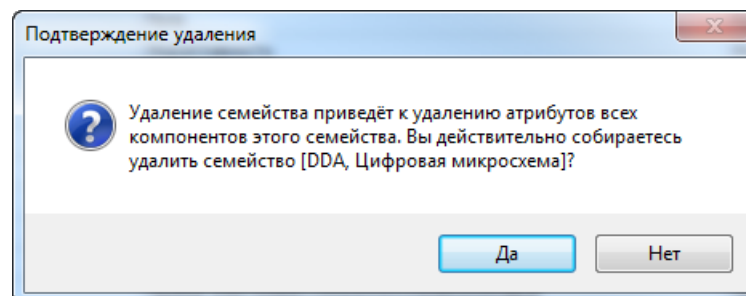 Подтверждение удаления
Удаление семейства приведёт к удалению атрибутов всех
компонентов этого семейства. Вы действительно собираетесь
удалить семейство [DDA, Цифровая микросхема]?
Да
Нет